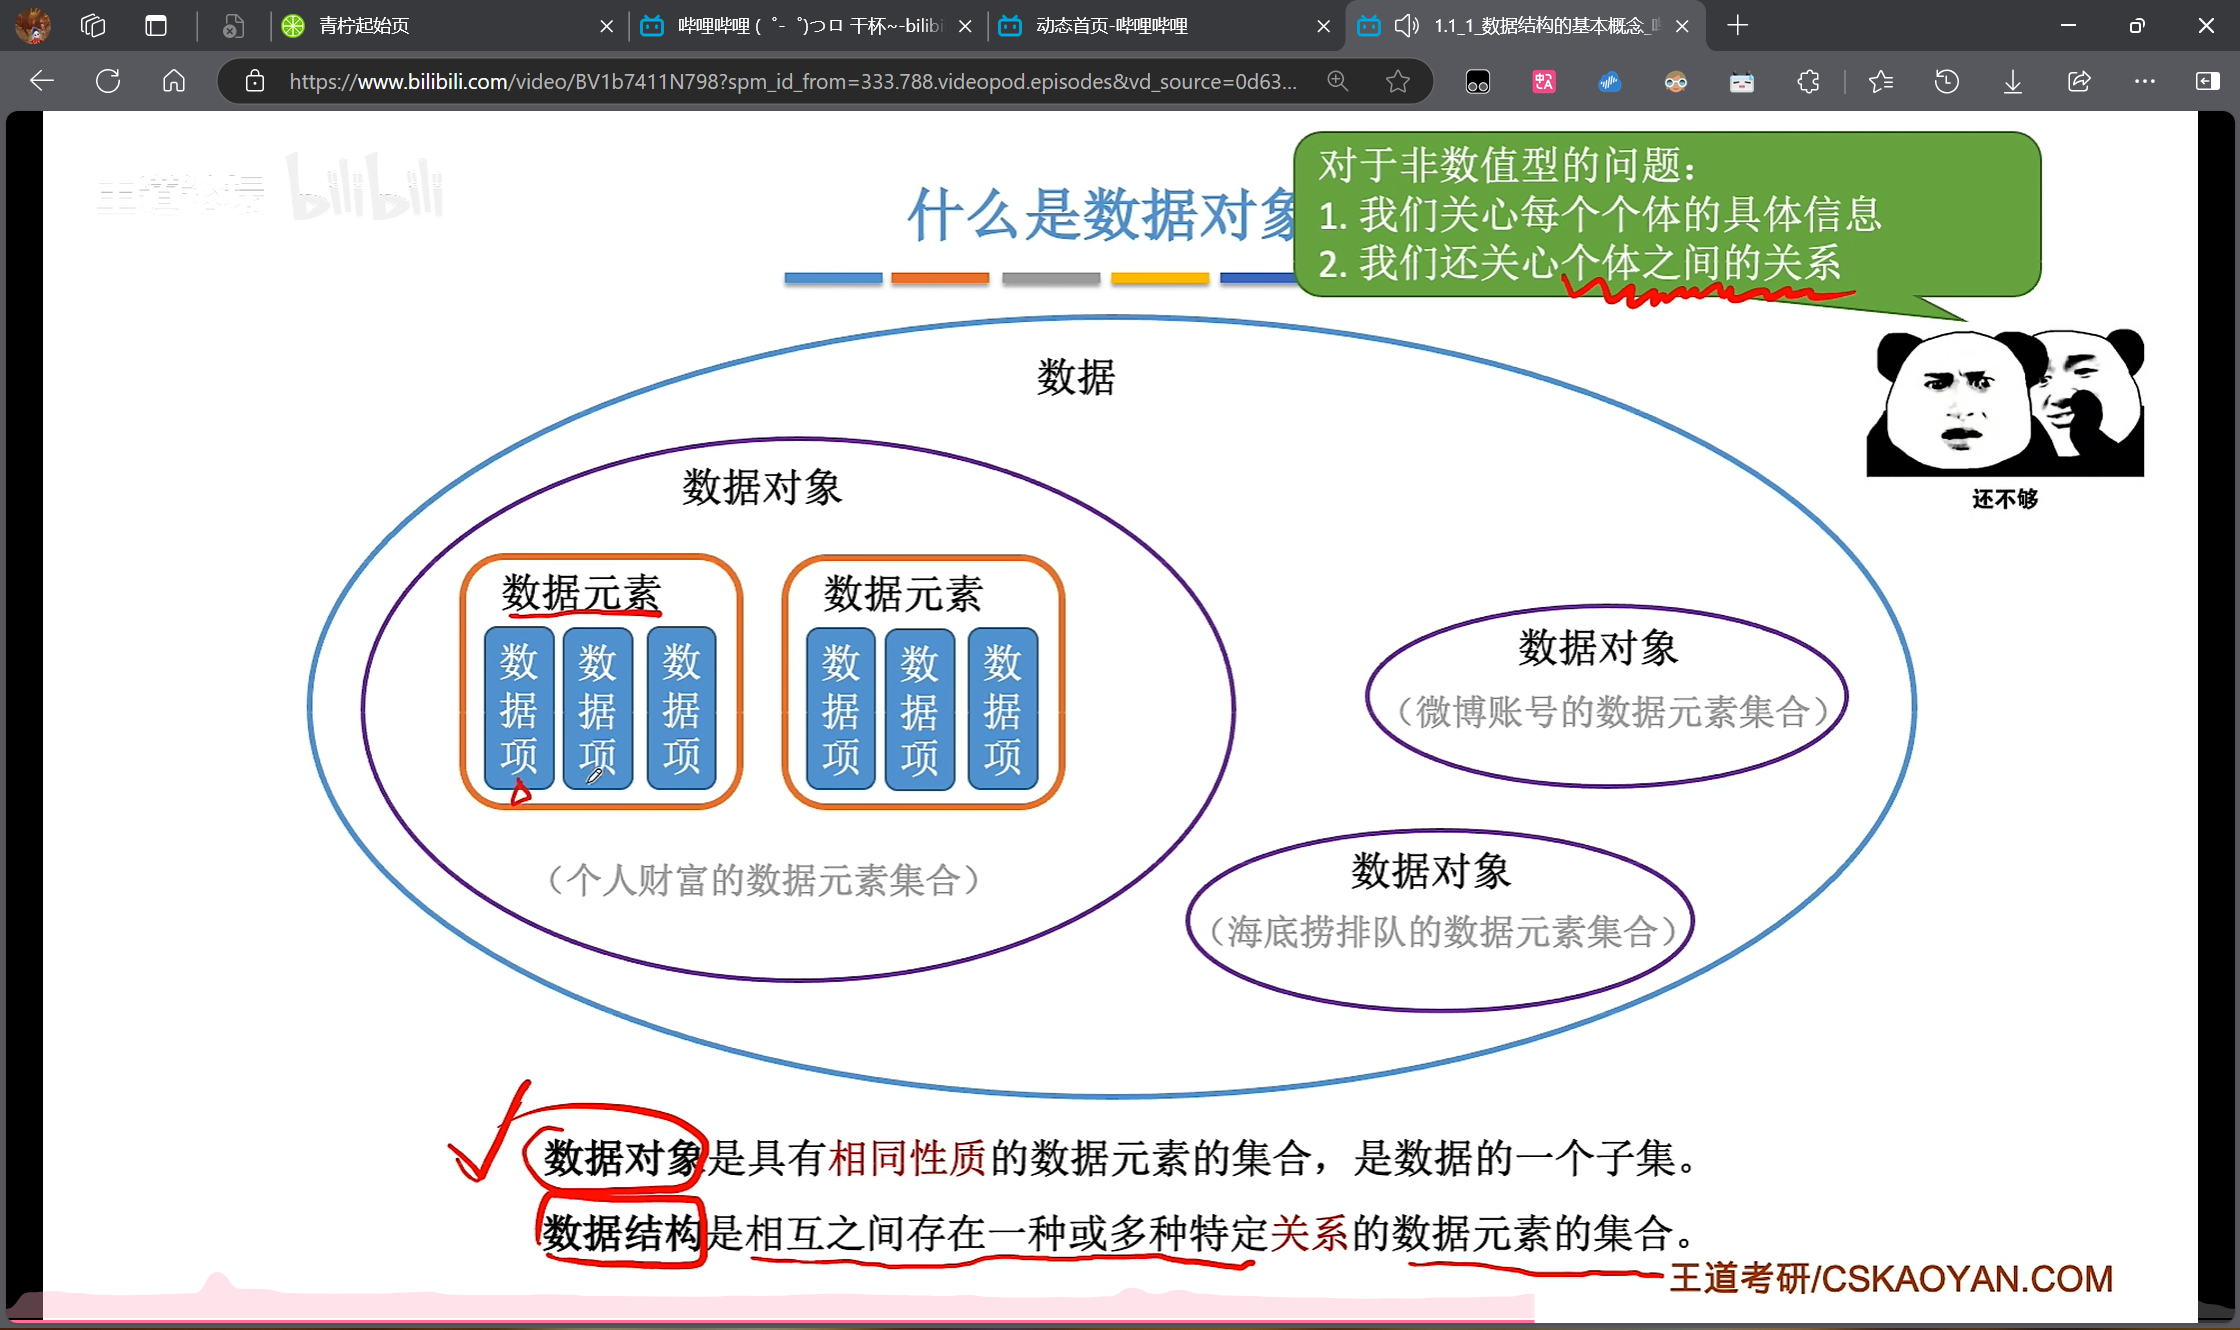 青柠起始页
哔哩哔哩 ( ゜- ゜)つロ 干杯~-bilibi
动态首页-哔哩哔哩
1.1_1_数据结构的基本概念_哔
https://www.bilibili.com/video/BV1b7411N798?spm_id_from=333.788.videopod.episodes&vd_source=0d63...
bilibili
什么是数据对象
对于非数值型的问题：
1. 我们关心每个个体的具体信息
2. 我们还关心个体之间的关系
还不够
数据
数据对象
数据元素
数据项
数据项
数据项
数据元素
数据项
数据项
数据项
（个人财富的数据元素集合）
数据对象
（微博账号的数据元素集合）
数据对象
（海底捞排队的数据元素集合）
数据对象是具有相同性质的数据元素的集合，是数据的一个子集。
数据结构是相互之间存在一种或多种特定关系的数据元素的集合。
王道考研/CSKAOYAN.COM